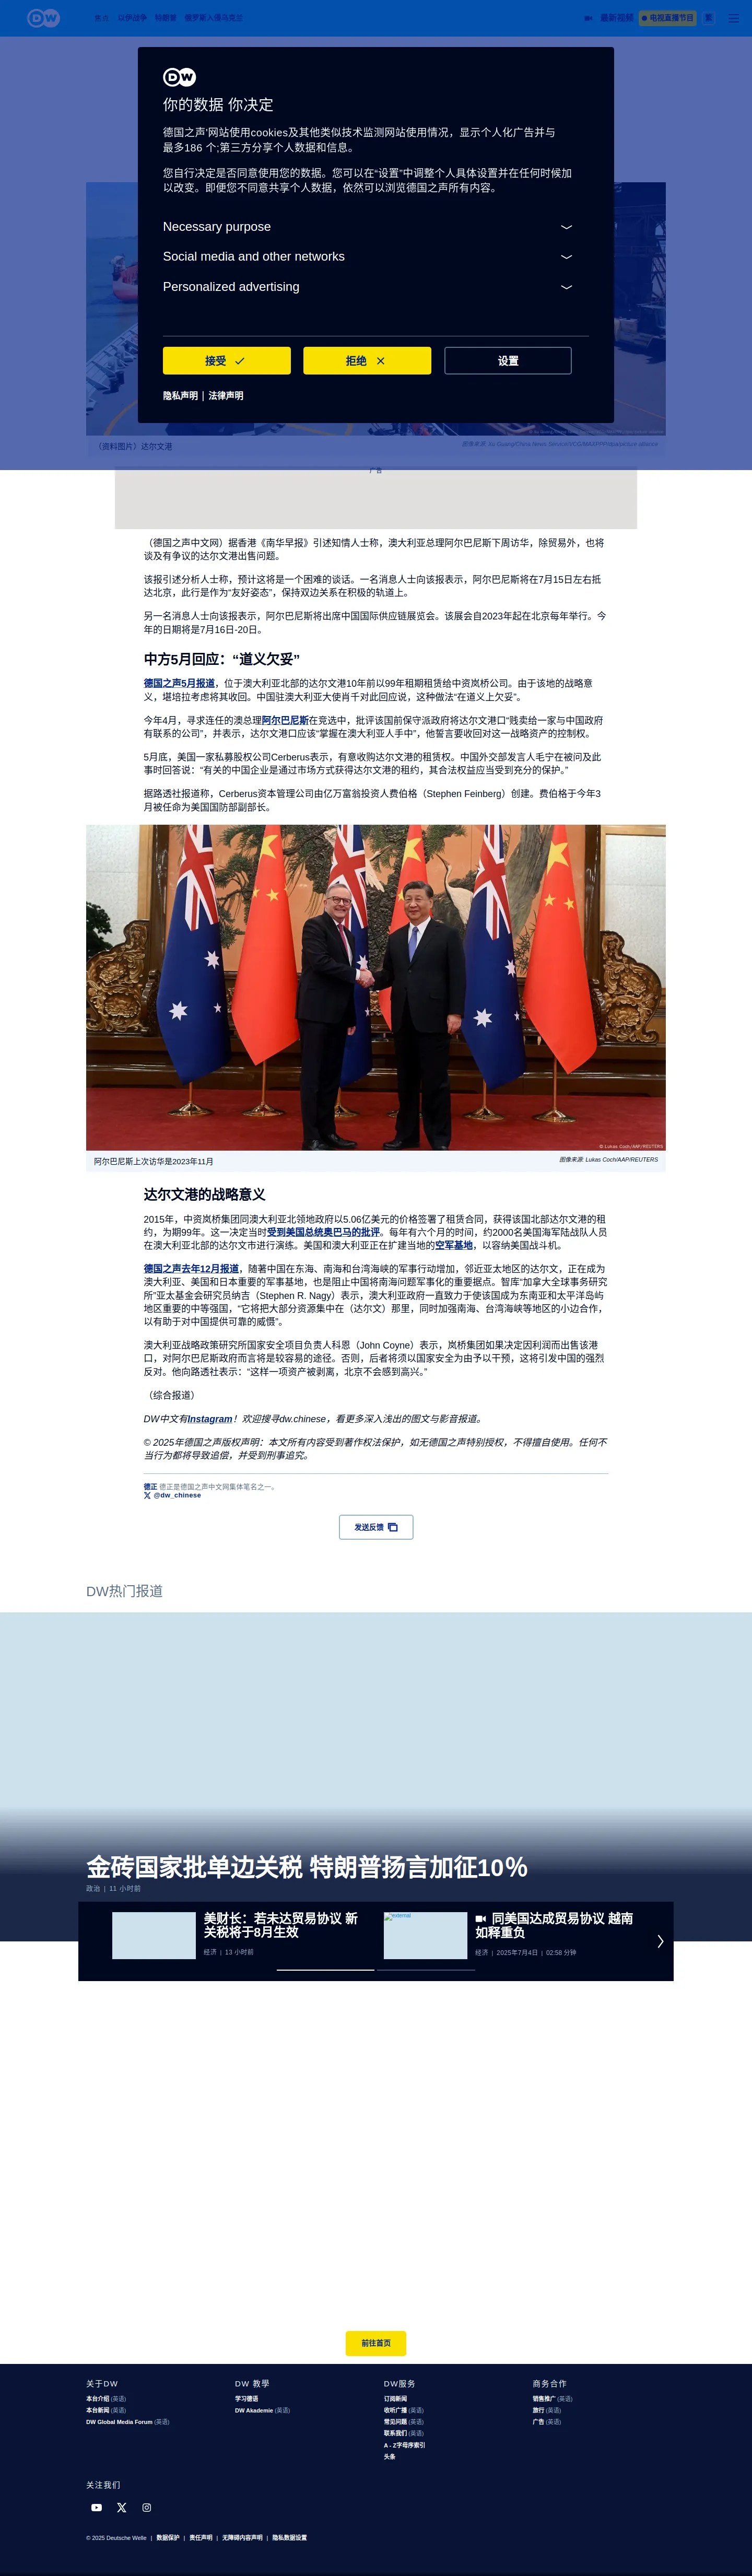 DW
焦点 以伊战争 特朗普 俄罗斯入侵乌克兰
最新视频 电视直播节目 繁
DW
你的数据 你决定
德国之声'网站使用cookies及其他类似技术监测网站使用情况，显示个人化广告并与
最多186 个;第三方分享个人数据和信息。
您自行决定是否同意使用您的数据。您可以在“设置”中调整个人具体设置并在任何时候加
以改变。即便您不同意共享个人数据，依然可以浏览德国之声所有内容。
Necessary purpose
Social media and other networks
Personalized advertising
接受
拒绝
设置
隐私声明 | 法律声明
（资料图片）达尔文港
广告
（德国之声中文网）据香港《南华早报》引述知情人士称，澳大利亚总理阿尔巴尼斯下周访华，除贸易外，也将
谈及有争议的达尔文港出售问题。
该报引述分析人士称，预计这将是一个困难的谈话。一名消息人士向该报表示，阿尔巴尼斯将在7月15日左右抵
达北京，此行是作为“友好姿态”，保持双边关系在积极的轨道上。
另一名消息人士向该报表示，阿尔巴尼斯将出席中国国际供应链展览会。该展会自2023年起在北京每年举行。今
年的日期将是7月16日-20日。
中方5月回应：“道义欠妥”
德国之声5月报道，位于澳大利亚北部的达尔文港10年前以99年租期租赁给中资岚桥公司。由于该地的战略意
义，堪培拉考虑将其收回。中国驻澳大利亚大使肖千对此回应说，这种做法“在道义上欠妥”。
今年4月，寻求连任的澳总理阿尔巴尼斯在竞选中，批评该国前保守派政府将达尔文港口“贱卖给一家与中国政府
有联系的公司”，并表示，达尔文港口应该“掌握在澳大利亚人手中”，他誓言要收回对这一战略资产的控制权。
5月底，美国一家私募股权公司Cerberus表示，有意收购达尔文港的租赁权。中国外交部发言人毛宁在被问及此
事时回答说：“有关的中国企业是通过市场方式获得达尔文港的租约，其合法权益应当受到充分的保护。”
据路透社报道称，Cerberus资本管理公司由亿万富翁投资人费伯格（Stephen Feinberg）创建。费伯格于今年3
月被任命为美国国防部副部长。
© Lukas Coch/AAP/REUTERS
阿尔巴尼斯上次访华是2023年11月
图像来源: Lukas Coch/AAP/REUTERS
达尔文港的战略意义
2015年，中资岚桥集团同澳大利亚北领地政府以5.06亿美元的价格签署了租赁合同，获得该国北部达尔文港的租
约，为期99年。这一决定当时受到美国总统奥巴马的批评。每年有六个月的时间，约2000名美国海军陆战队人员
在澳大利亚北部的达尔文市进行演练。美国和澳大利亚正在扩建当地的空军基地，以容纳美国战斗机。
德国之声去年12月报道，随著中国在东海、南海和台湾海峡的军事行动增加，邻近亚太地区的达尔文，正在成为
澳大利亚、美国和日本重要的军事基地，也是阻止中国将南海问题军事化的重要据点。智库“加拿大全球事务研究
所”亚太基金会研究员纳吉（Stephen R. Nagy）表示，澳大利亚政府一直致力于使该国成为东南亚和太平洋岛屿
地区重要的中等强国，“它将把大部分资源集中在（达尔文）那里，同时加强南海、台湾海峡等地区的小边合作，
以有助于对中国提供可靠的威慑”。
澳大利亚战略政策研究所国家安全项目负责人科恩（John Coyne）表示，岚桥集团如果决定因利润而出售该港
口，对阿尔巴尼斯政府而言将是较容易的途径。否则，后者将须以国家安全为由予以干预，这将引发中国的强烈
反对。他向路透社表示：“这样一项资产被剥离，北京不会感到高兴。”
（综合报道）
DW中文有Instagram！欢迎搜寻dw.chinese，看更多深入浅出的图文与影音报道。
© 2025年德国之声版权声明：本文所有内容受到著作权法保护，如无德国之声特别授权，不得擅自使用。任何不
当行为都将导致追偿，并受到刑事追究。
德正 德正是德国之声中文网集体笔名之一。
@dw_chinese
发送反馈
DW热门报道
金砖国家批单边关税 特朗普扬言加征10％
政治 | 11 小时前
美财长：若未达贸易协议 新
关税将于8月生效
经济 | 13 小时前
external
同美国达成贸易协议 越南
如释重负
经济 | 2025年7月4日 | 02:58 分钟
前往首页
关于DW
本台介绍 (英语)
本台新闻 (英语)
DW Global Media Forum (英语)
DW 教學
学习德语
DW Akademie (英语)
DW服务
订阅新闻
收听广播 (英语)
常见问题 (英语)
联系我们 (英语)
A - Z字母序索引
头条
商务合作
销售推广 (英语)
旅行 (英语)
广告 (英语)
关注我们
© 2025 Deutsche Welle | 数据保护 | 责任声明 | 无障碍内容声明 | 隐私数据设置